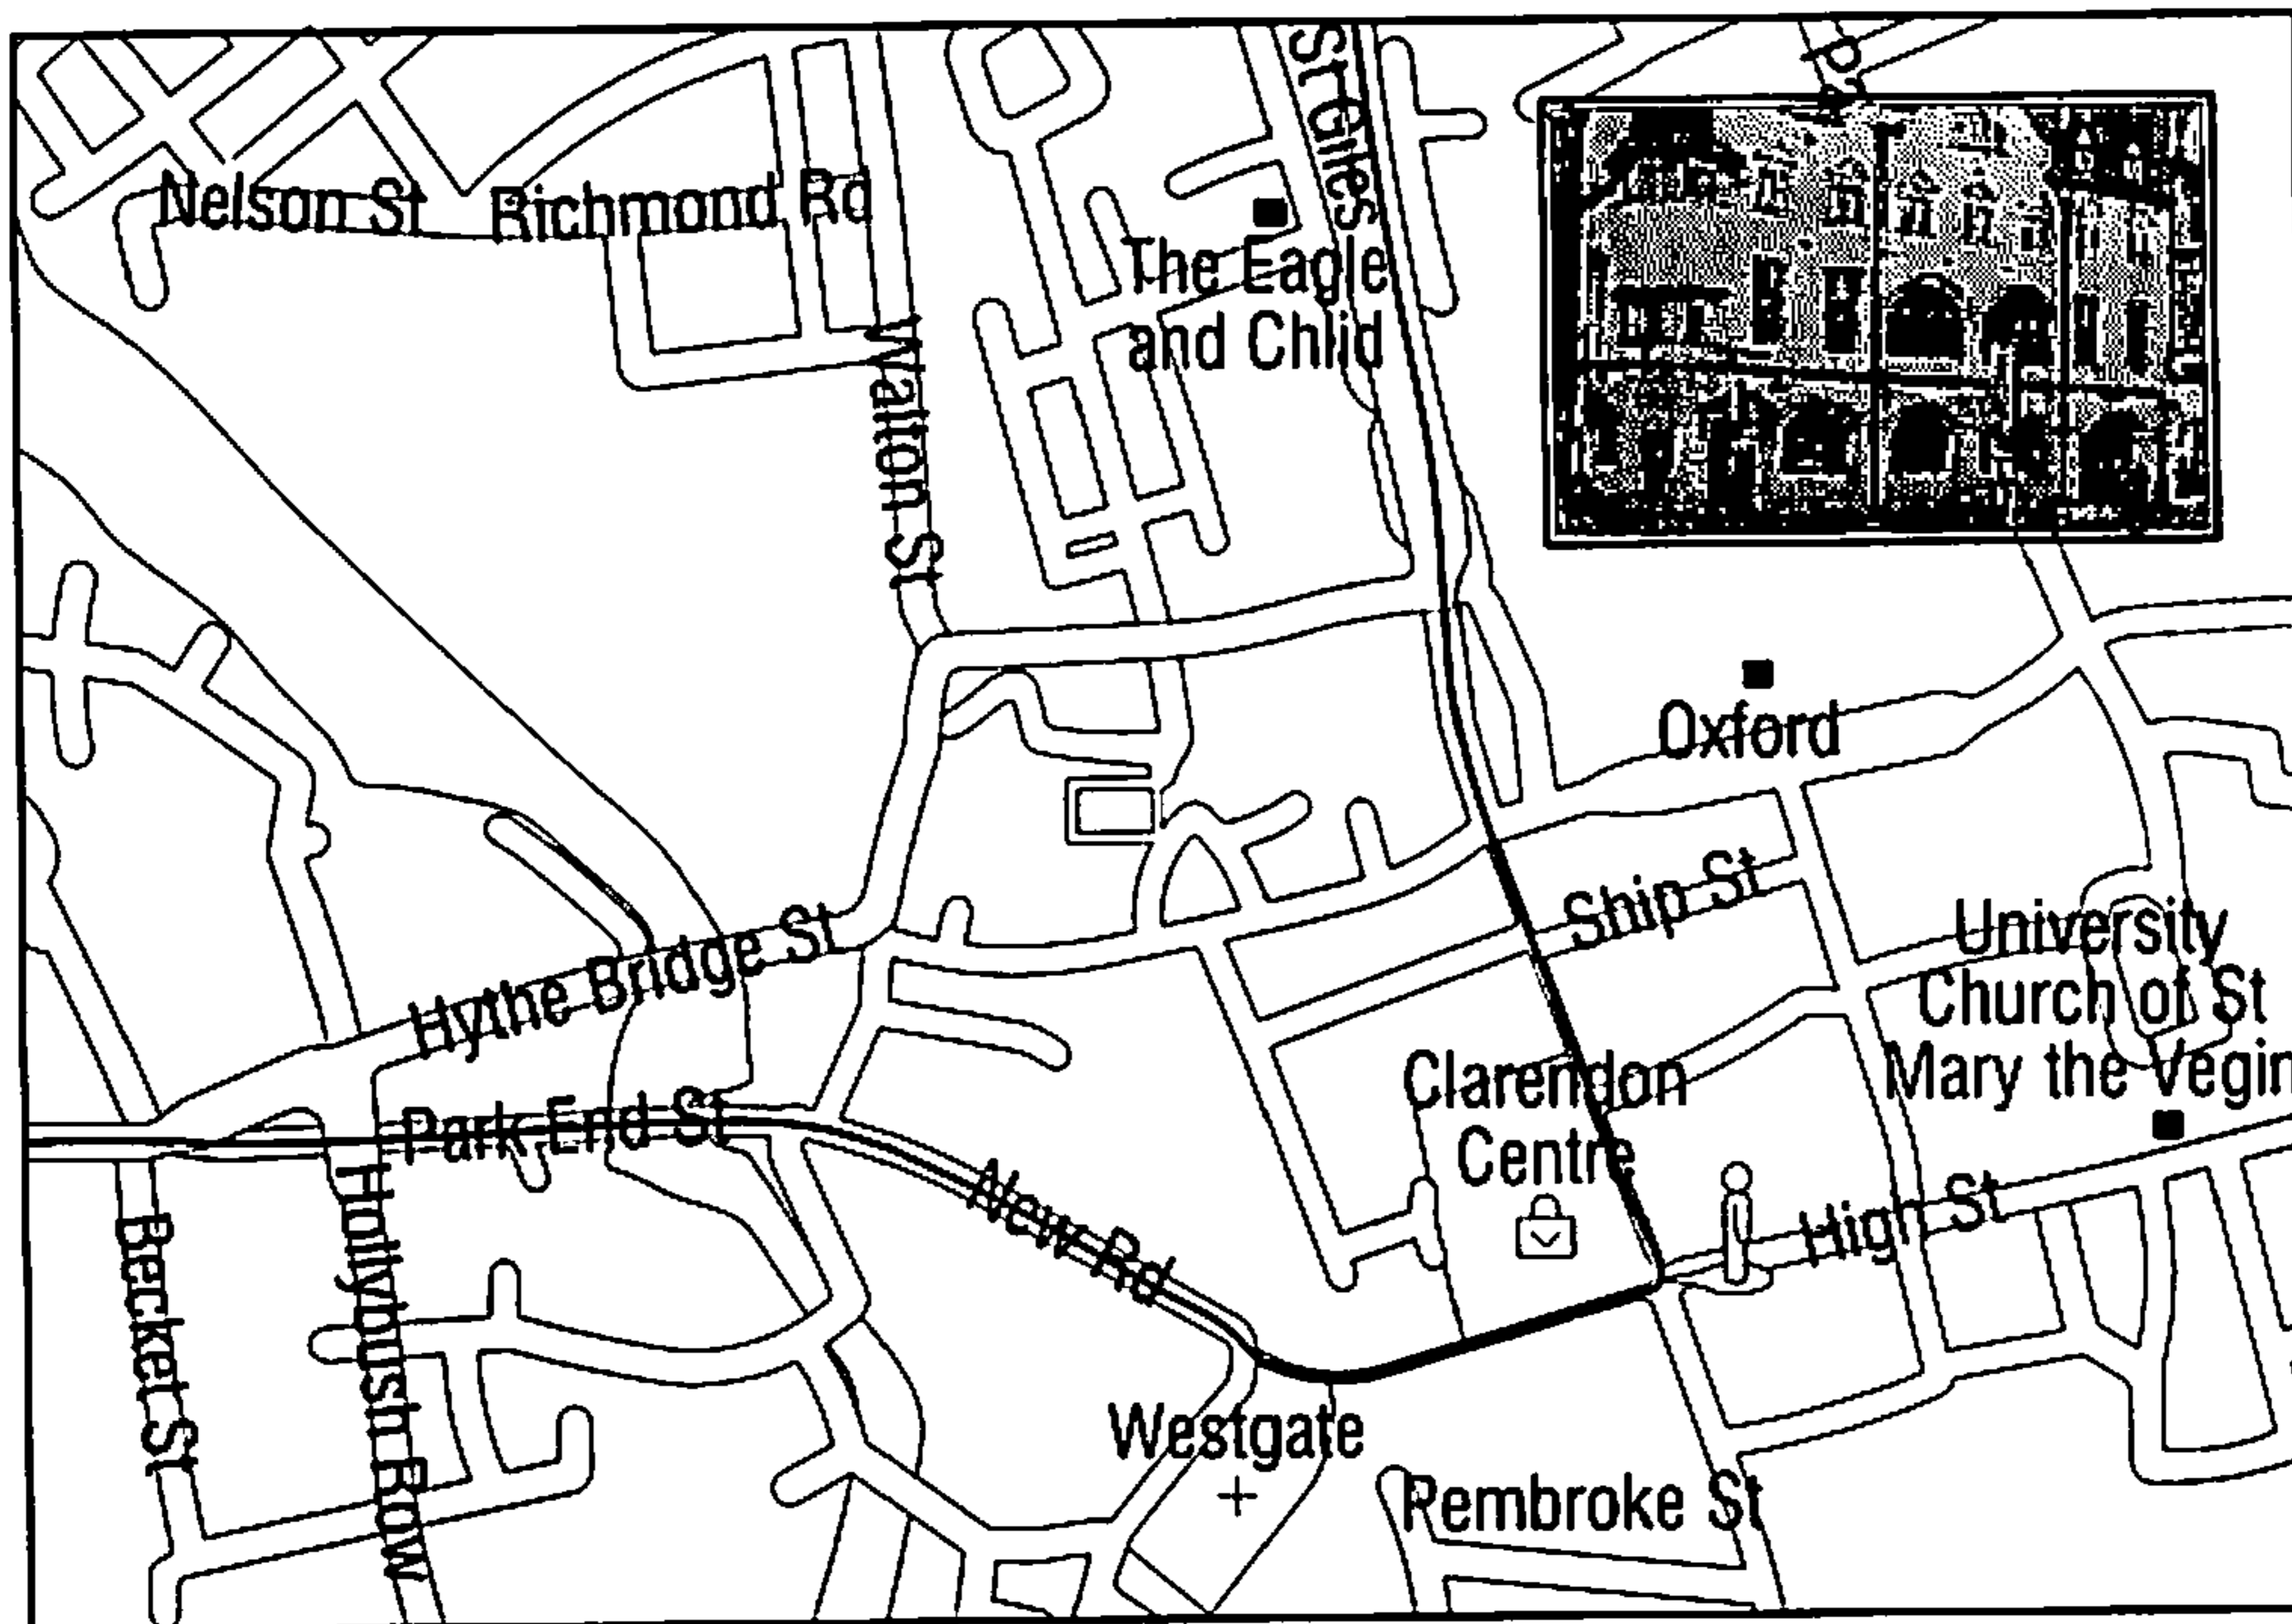 St Giles
Nelson St
Richmond Rd
The Eagle
and Chlid
Walton St
Oxford
Ship St
University
Church of St
Mary the Vegin
Hythe Bridge St
Clarendon
Centre
Park End St
High St
New Rd
Becket St
Hollybush Row
Westgate
Pembroke St